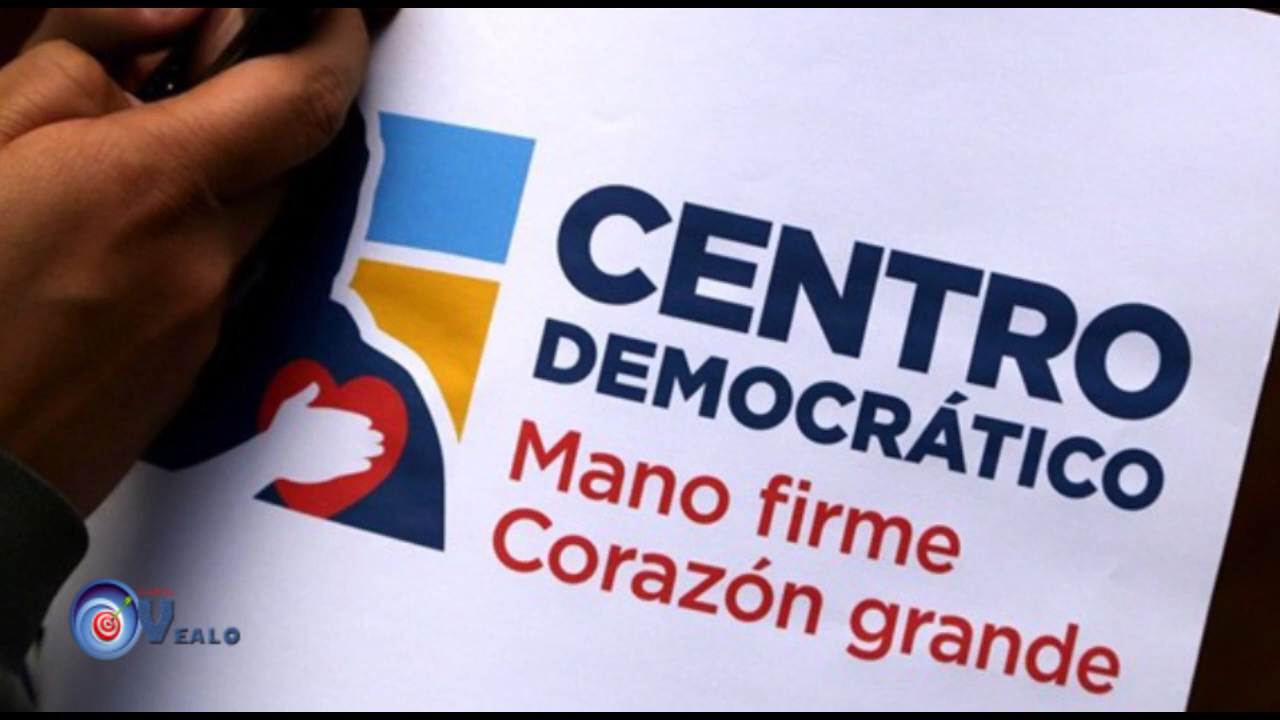 CENTRO
DEMOCRÁTICO
Mano firme
Corazón grande
VEALO